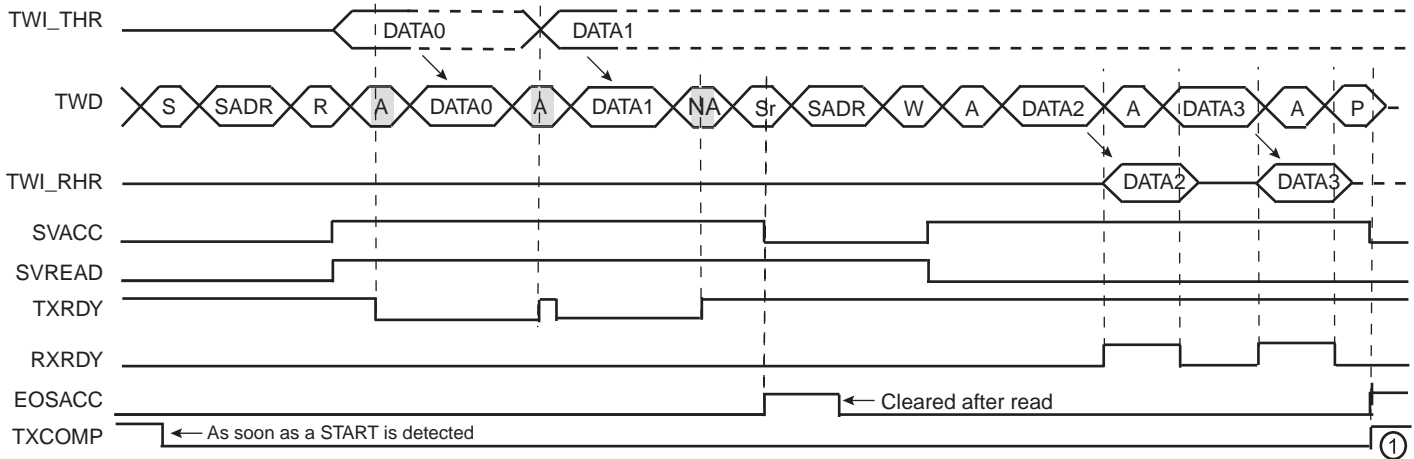 TWI_THR DATA0 DATA1
TWD S SADR R A DATA0 A DATA1 NA Sr SADR W A DATA2 A DATA3 A P
TWI_RHR DATA2 DATA3
SVACC
SVREAD
TXRDY
RXRDY
EOSACC Cleared after read
TXCOMP As soon as a START is detected 1